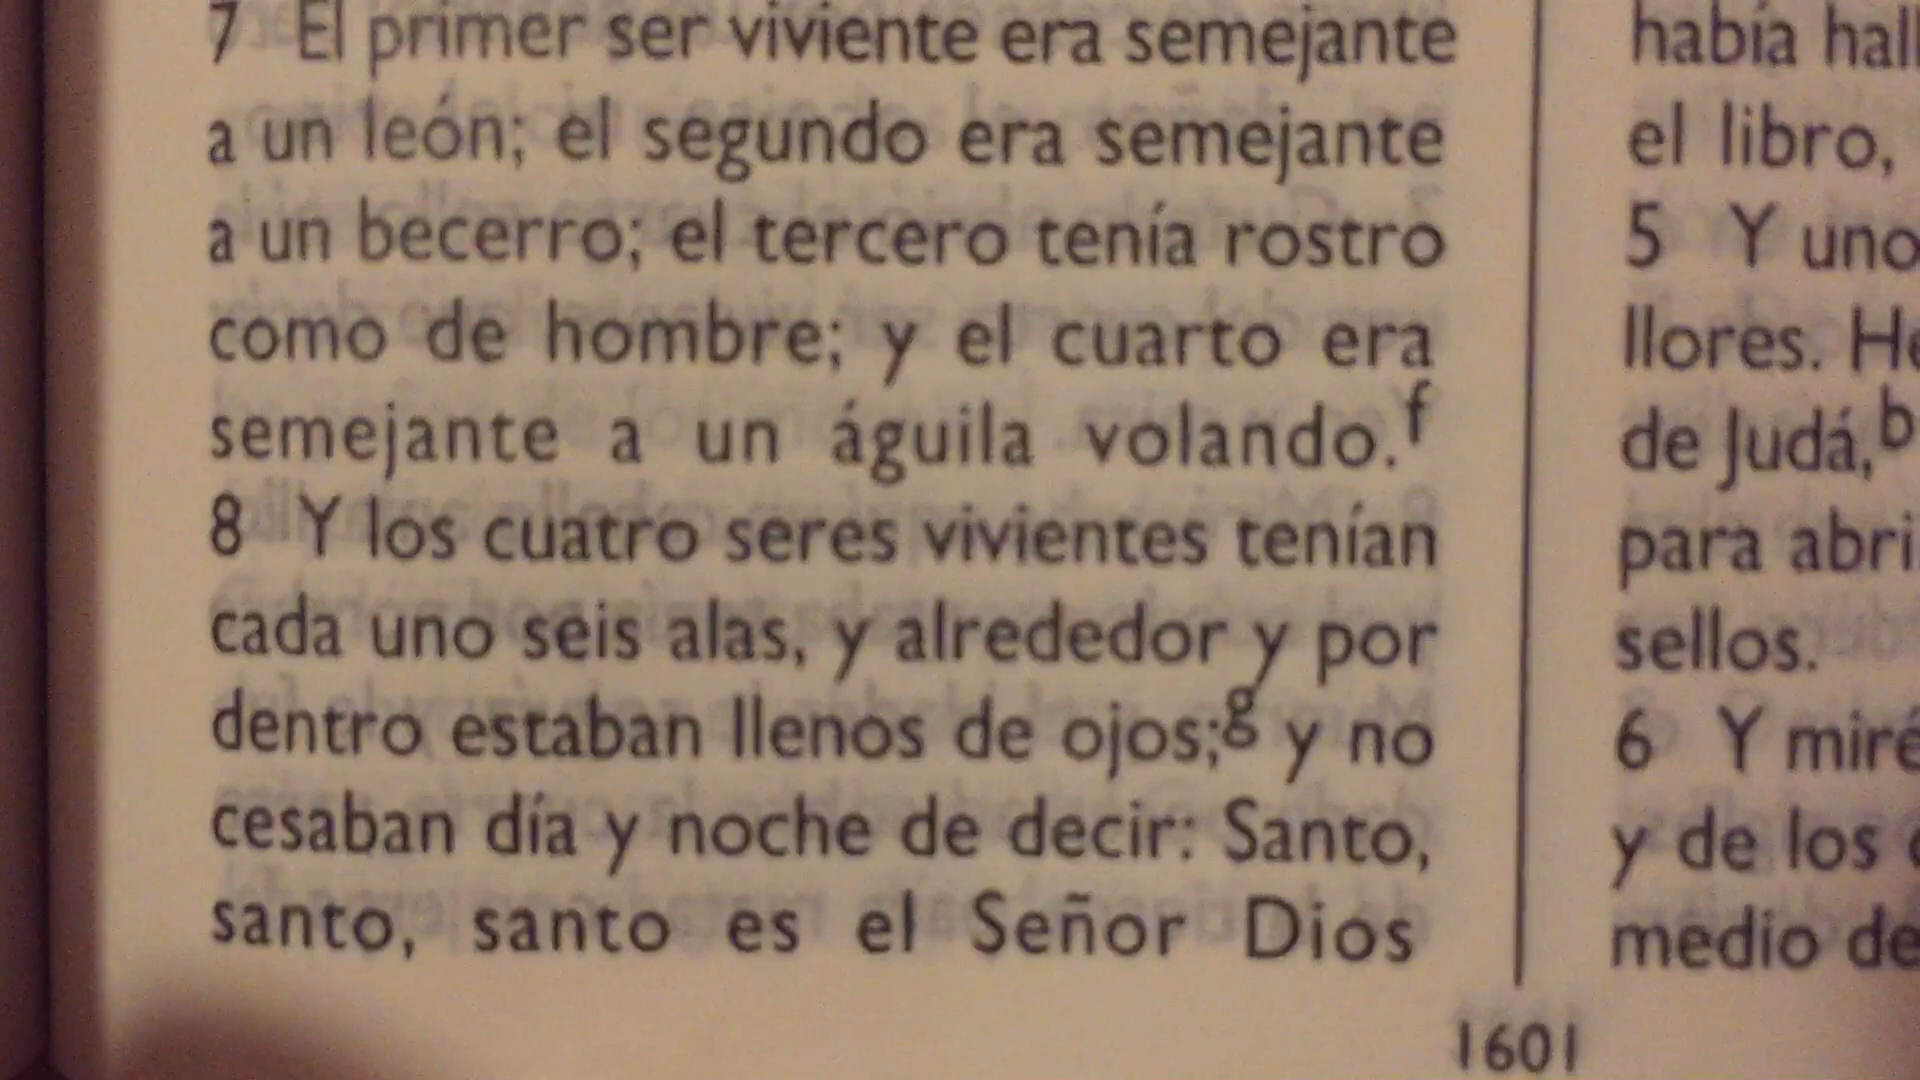 7 El primer ser viviente era semejante
a un león; el segundo era semejante
a un becerro; el tercero tenía rostro
como de hombre; y el cuarto era
semejante a un águila volando.f
8 Y los cuatro seres vivientes tenían
cada uno seis alas, y alrededor y por
dentro estaban llenos de ojos;g y no
cesaban día y noche de decir: Santo,
santo, santo es el Señor Dios
había
el libro,
5 Y uno
llores.
de Judá,b
para
sellos.
6 Y miré
y de los
medio de
1601